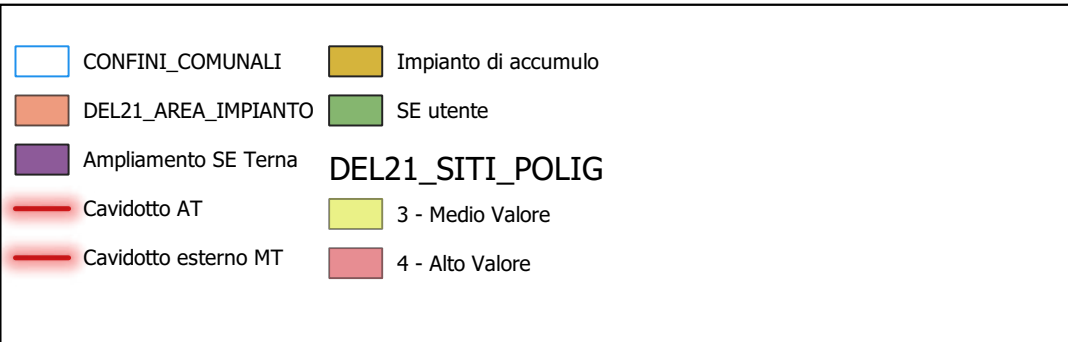 CONFINI_COMUNALI
DEL21_AREA_IMPIANTO
Ampliamento SE Terna
Cavidotto AT
Cavidotto esterno MT
Impianto di accumulo
SE utente
DEL21_SITI_POLIG
3 - Medio Valore
4 - Alto Valore